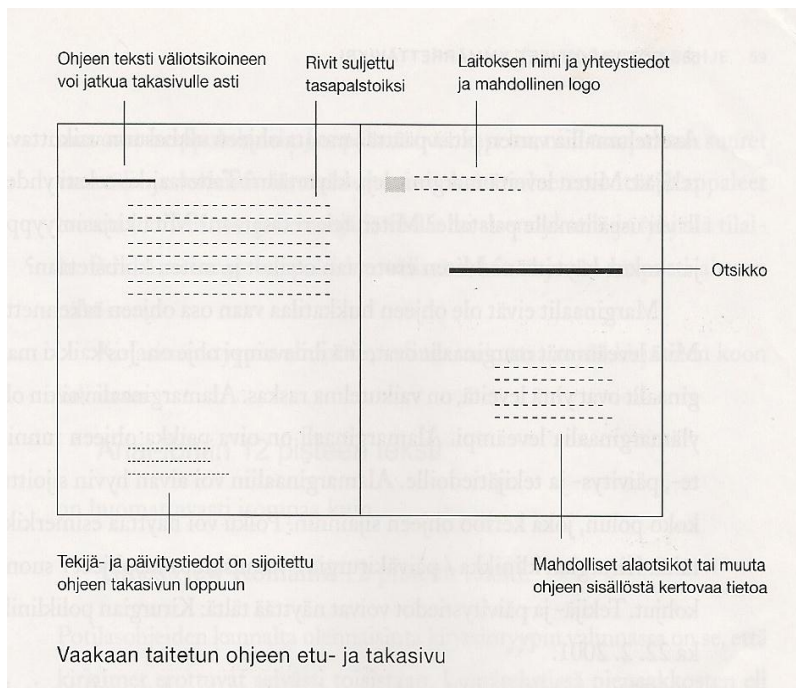 Ohjeen teksti väliotsikoineen
voi jatkua takasivulle asti
Rivit suljettu
tasapalstoiksi
Laitoksen nimi ja yhteystiedot
ja mahdollinen logo
Otsikko
Tekijä- ja päivitystiedot on sijoitettu
ohjeen takasivun loppuun
Mahdolliset alaotsikot tai muuta
ohjeen sisällöstä kertovaa tietoa
Vaakaan taitetun ohjeen etu- ja takasivu